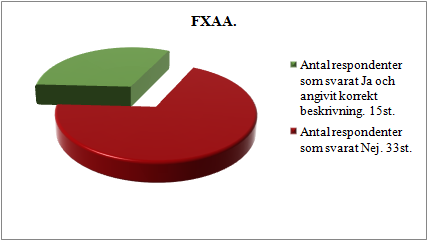 FXAA.
Antal respondenter
som svarat Ja och
angivit korrekt
beskrivning. 15st.
Antal respondenter
som svarat Nej. 33st.